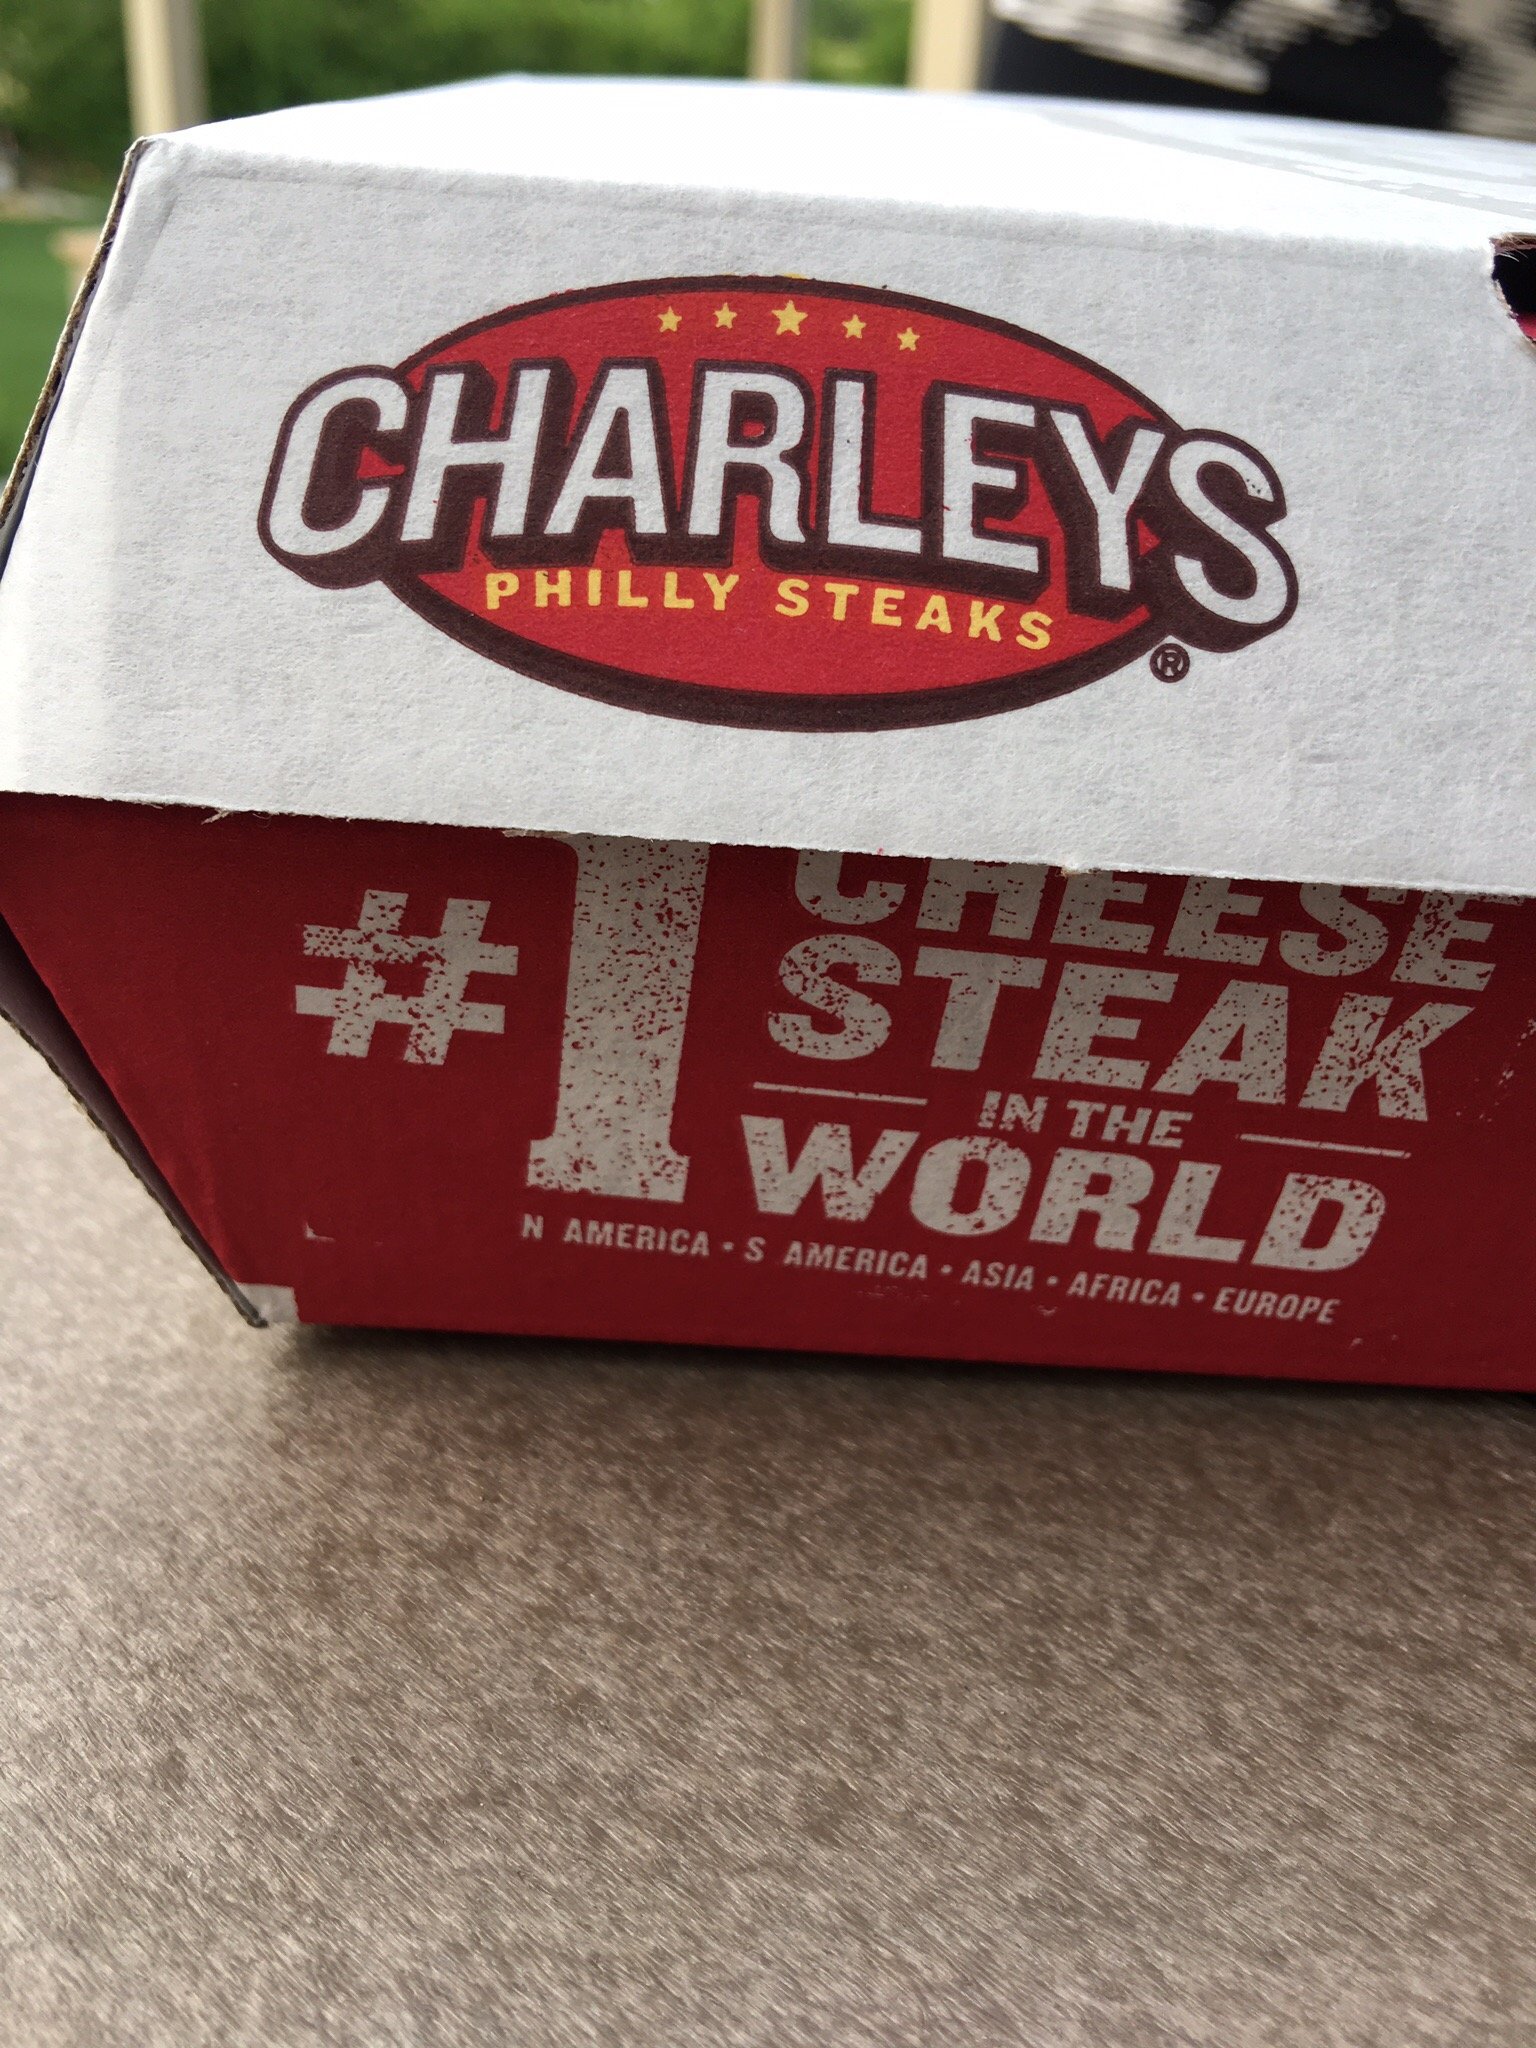 CHARLEYS
PHILLY STEAKS
®
#1
CHEESE
STEAK
IN THE
WORLD
N AMERICA • S AMERICA • ASIA • AFRICA • EUROPE